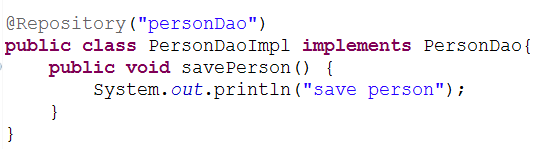 @Repository("personDao")
public class PersonDaoImpl implements PersonDao{
    public void savePerson() {
        System.out.println("save person");
    }
}